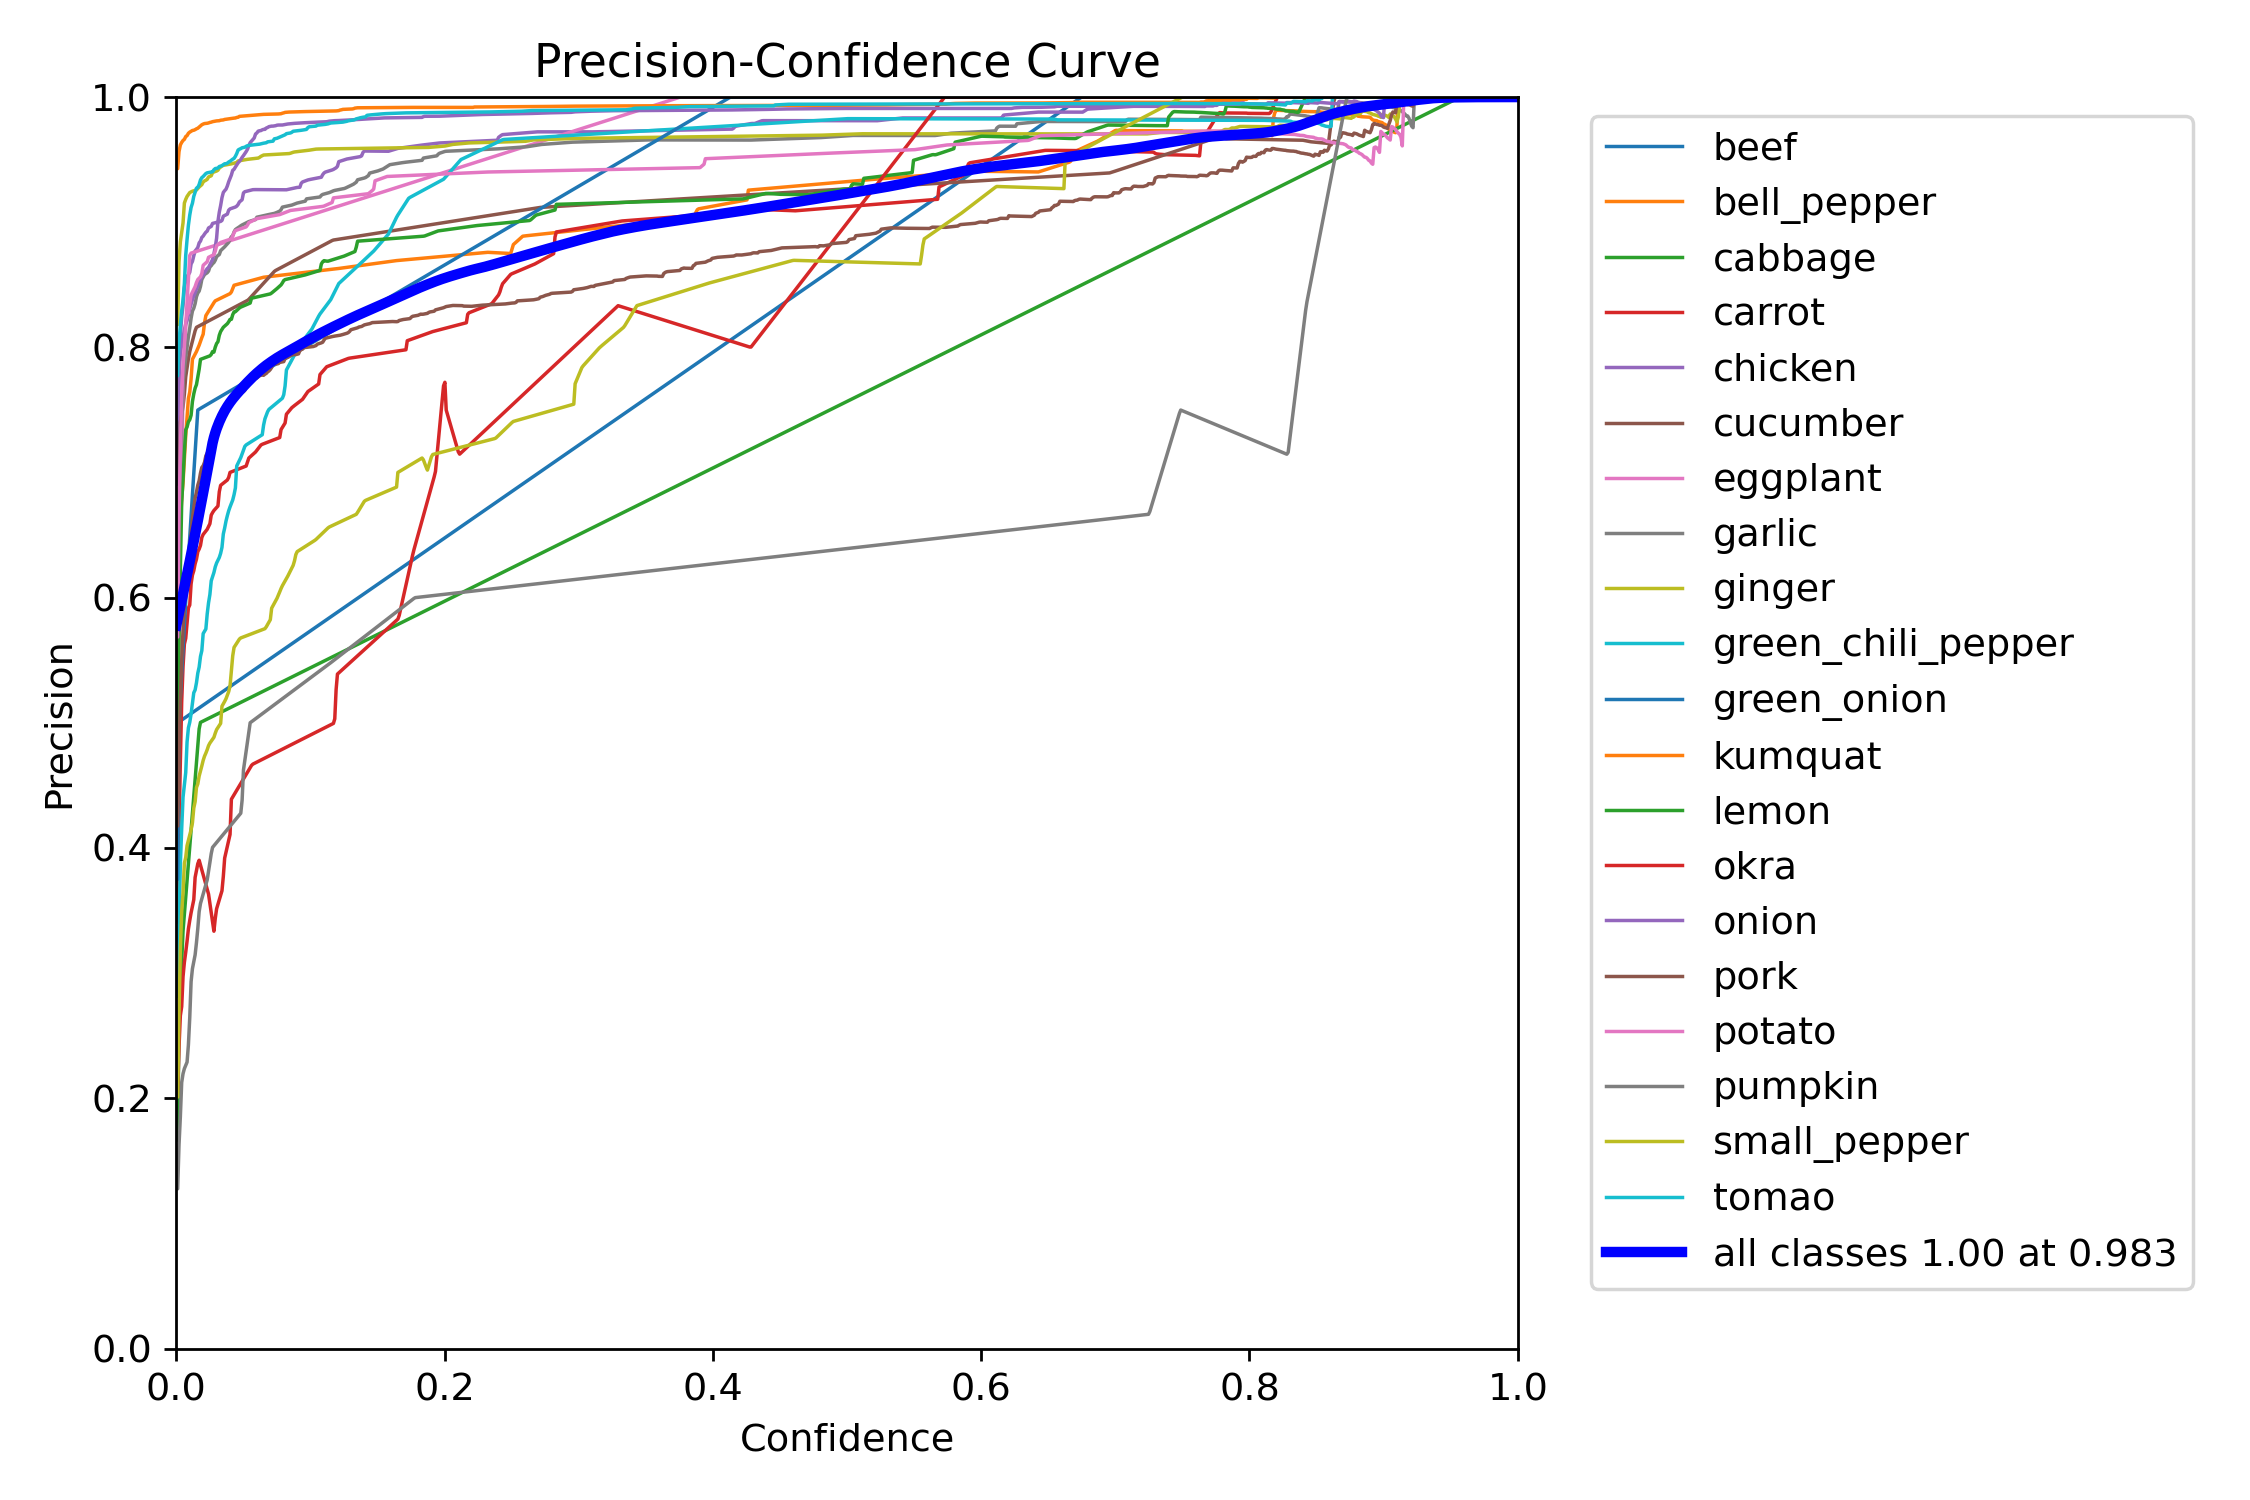 Precision-Confidence Curve
1.0
0.8
0.6
0.4
0.2
0.0
Precision
0.0 0.2 0.4 0.6 0.8 1.0
Confidence
beef
bell_pepper
cabbage
carrot
chicken
cucumber
eggplant
garlic
ginger
green_chili_pepper
green_onion
kumquat
lemon
okra
onion
pork
potato
pumpkin
small_pepper
tomao
all classes 1.00 at 0.983